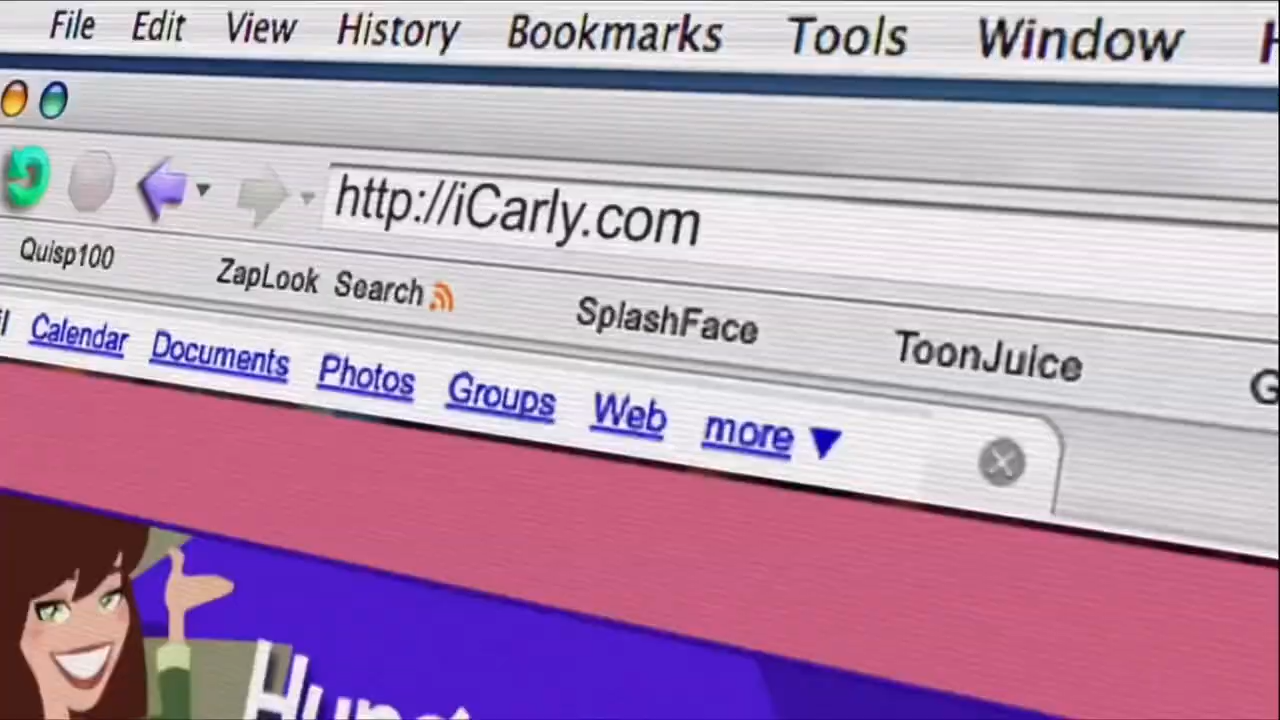 File Edit View History Bookmarks Tools Window
http://iCarly.com
Quisp100 ZapLook Search SplashFace ToonJuice
Calendar Documents Photos Groups Web more